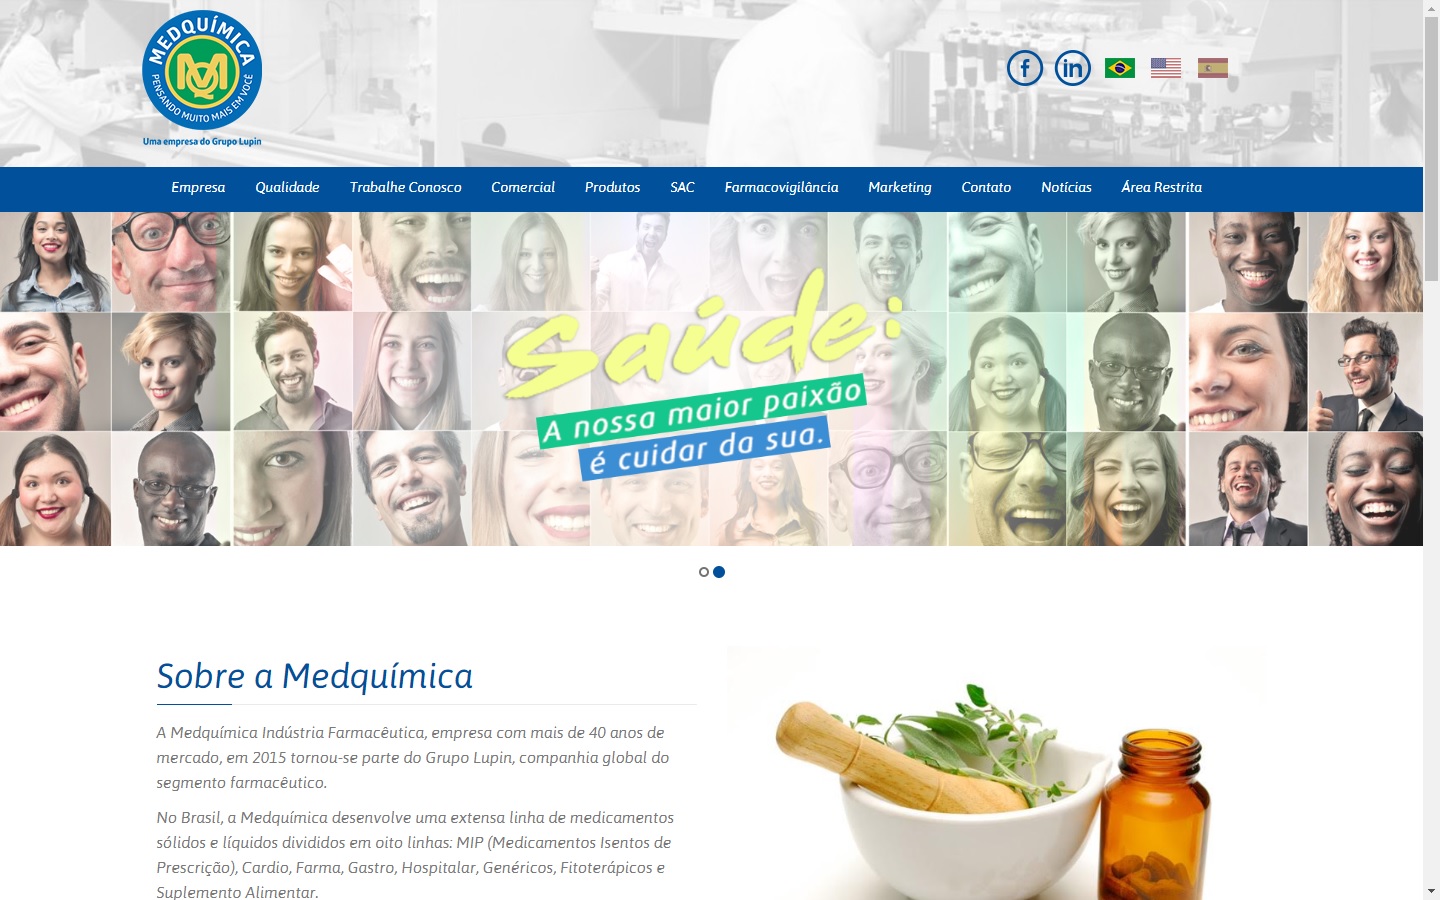 MEDQUÍMICA
MQ
PENSANDO MUITO MAIS EM VOCÊ
Uma empresa do Grupo Lupin
f
in
Empresa Qualidade Trabalhe Conosco Comercial Produtos SAC Farmacovigilância Marketing Contato Notícias Área Restrita
Saúde:
A nossa maior paixão
é cuidar da sua.
Sobre a Medquímica
A Medquímica Indústria Farmacêutica, empresa com mais de 40 anos de
mercado, em 2015 tornou-se parte do Grupo Lupin, companhia global do
segmento farmacêutico.
No Brasil, a Medquímica desenvolve uma extensa linha de medicamentos
sólidos e líquidos divididos em oito linhas: MIP (Medicamentos Isentos de
Prescrição), Cardio, Farma, Gastro, Hospitalar, Genéricos, Fitoterápicos e
Suplemento Alimentar.